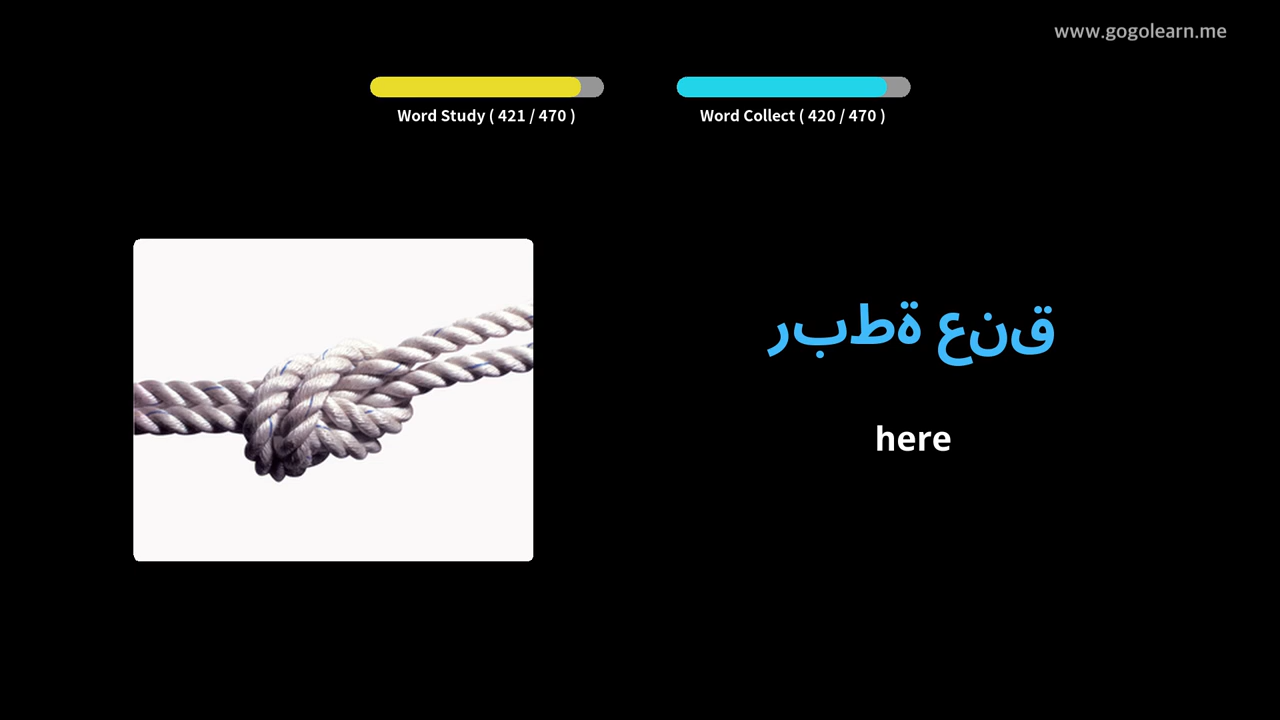 www.gogolearn.me
Word Study ( 421 / 470 )
Word Collect ( 420 / 470 )
ربطة عنق
here